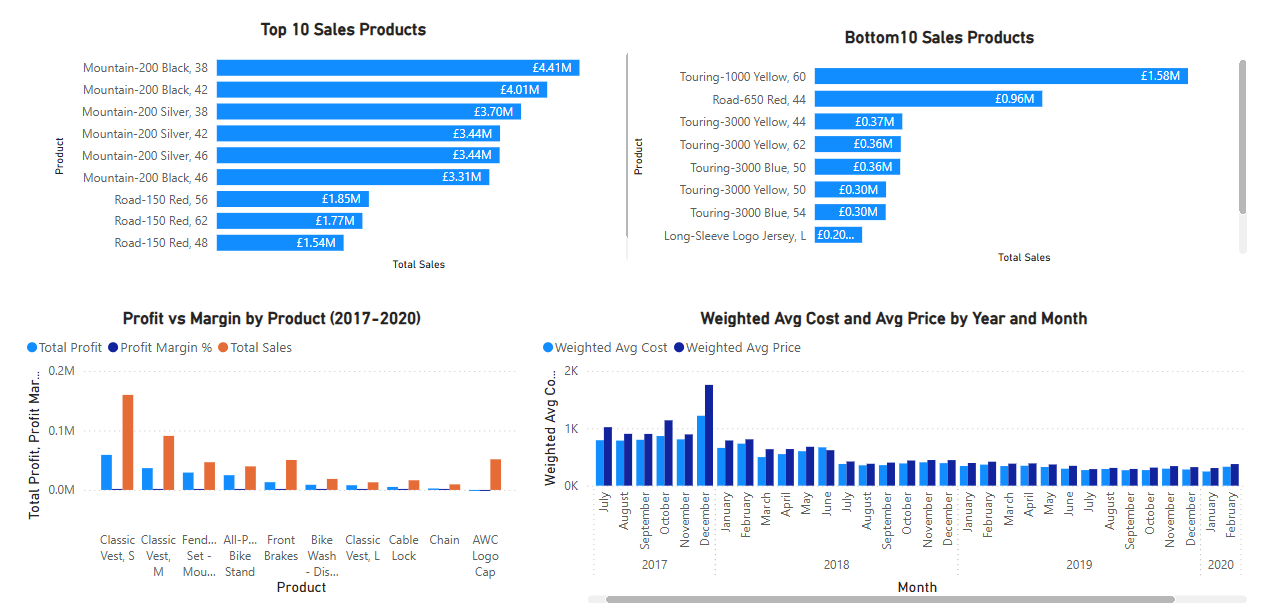 Top 10 Sales Products
Product
Mountain-200 Black, 38 £4.41M
Mountain-200 Black, 42 £4.01M
Mountain-200 Silver, 38 £3.70M
Mountain-200 Silver, 42 £3.44M
Mountain-200 Silver, 46 £3.44M
Mountain-200 Black, 46 £3.31M
Road-150 Red, 56 £1.85M
Road-150 Red, 62 £1.77M
Road-150 Red, 48 £1.54M
Total Sales
Bottom10 Sales Products
Product
Touring-1000 Yellow, 60 £1.58M
Road-650 Red, 44 £0.96M
Touring-3000 Yellow, 44 £0.37M
Touring-3000 Yellow, 62 £0.36M
Touring-3000 Blue, 50 £0.36M
Touring-3000 Yellow, 50 £0.30M
Touring-3000 Blue, 54 £0.30M
Long-Sleeve Logo Jersey, L £0.20...
Total Sales
Profit vs Margin by Product (2017-2020)
Total Profit Profit Margin % Total Sales
Total Profit, Profit Mar...
0.2M
0.1M
0.0M
Classic Vest, S
Classic Vest, M
Fend... Set - Mou...
All-P... Bike Stand
Front Brakes
Bike Wash - Dis...
Classic Vest, L
Cable Lock
Chain
AWC Logo Cap
Product
Weighted Avg Cost and Avg Price by Year and Month
Weighted Avg Cost Weighted Avg Price
Weighted Avg Co...
2K
1K
0K
July August September October November December January February March April May June July August September October November December January February March April May June July August September October November December January February
2017 2018 2019 2020
Month